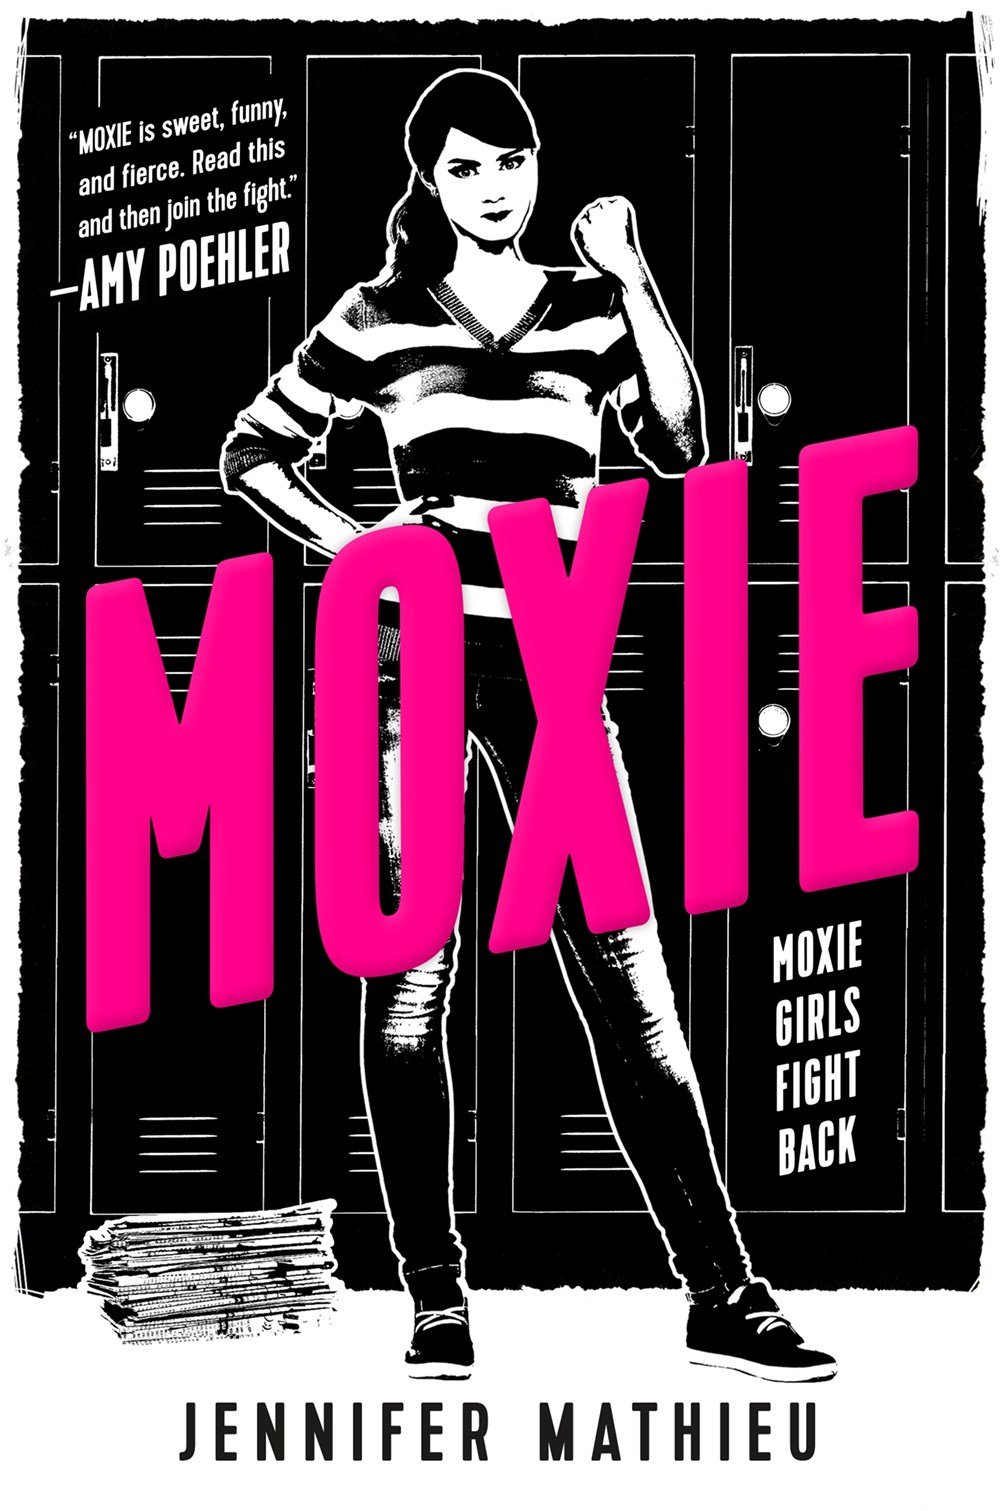 “MOXIE is sweet, funny,
and fierce. Read this
and then join the fight.”
—AMY POEHLER
MOXIE
MOXIE
GIRLS
FIGHT
BACK
JENNIFER MATHIEU